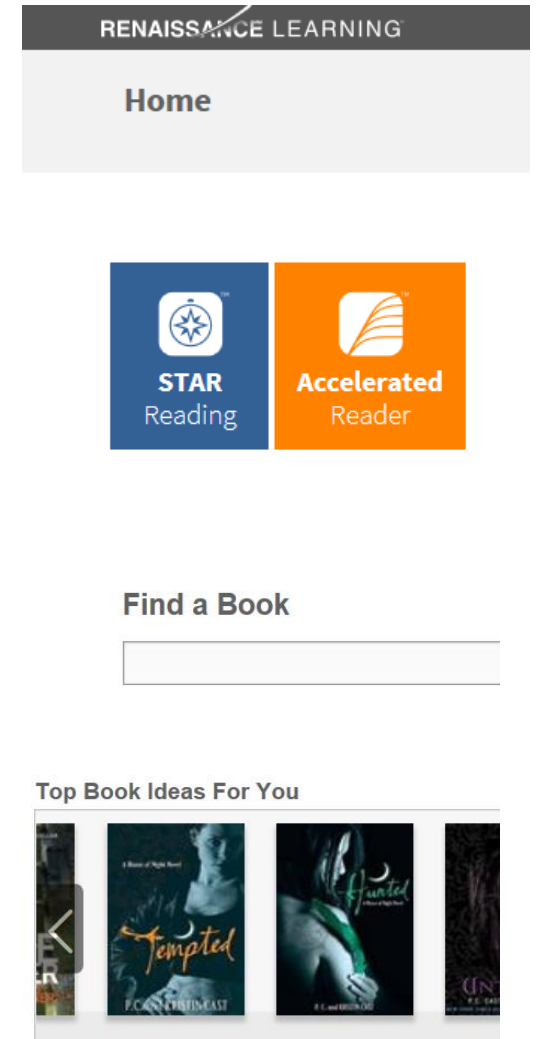 RENAISSANCE LEARNING
Home
STAR
Reading
Accelerated
Reader
Find a Book
Top Book Ideas For You
A House of Night Novel
Tempted
P.C. AND KRISTIN CAST
Hunted
A House of Night Novel
P.C. and KRISTIN CAST
P.C. CAST